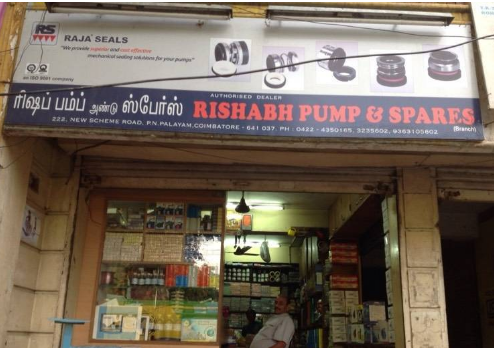 RS
RAJA SEALS
"We provide superior and cost effective
mechanical sealing solutions for your pumps"
an ISO 9001 company
AUTHORISED DEALER
ரிஷப் பம்ப் அண்டு ஸ்பேர்ஸ் RISHABH PUMP & SPARES
(Branch)
222, NEW SCHEME ROAD, P.N.PALAYAM, COIMBATORE - 641 037. PH : 0422 - 4350165, 3235602, 9363105602